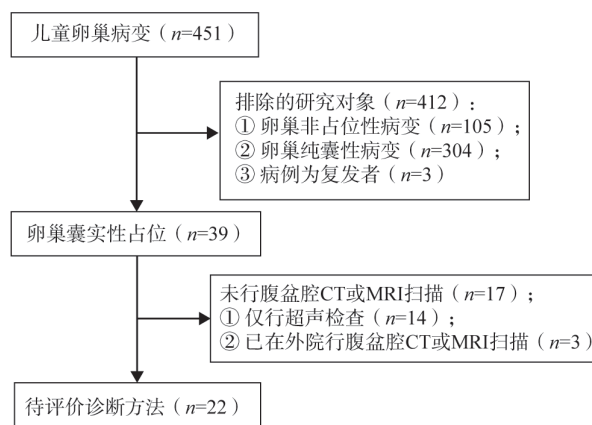 儿童卵巢病变（n=451）
排除的研究对象（n=412）：
① 卵巢非占位性病变（n=105）；
② 卵巢纯囊性病变（n=304）；
③ 病例为复发者（n=3）
卵巢囊实性占位（n=39）
未行腹盆腔CT或MRI扫描（n=17）；
① 仅行超声检查（n=14）；
② 已在外院行腹盆腔CT或MRI扫描（n=3）
待评价诊断方法（n=22）